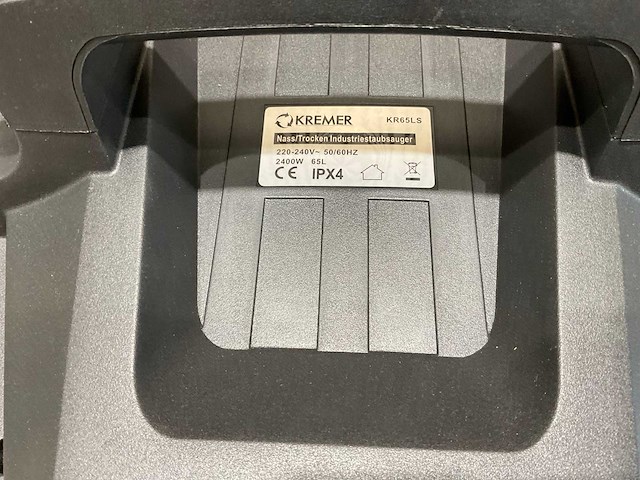 KREMER KR65LS
Nass/Trocken Industriestaubsauger
220-240V~ 50/60HZ
2400W 65L
CE IPX4